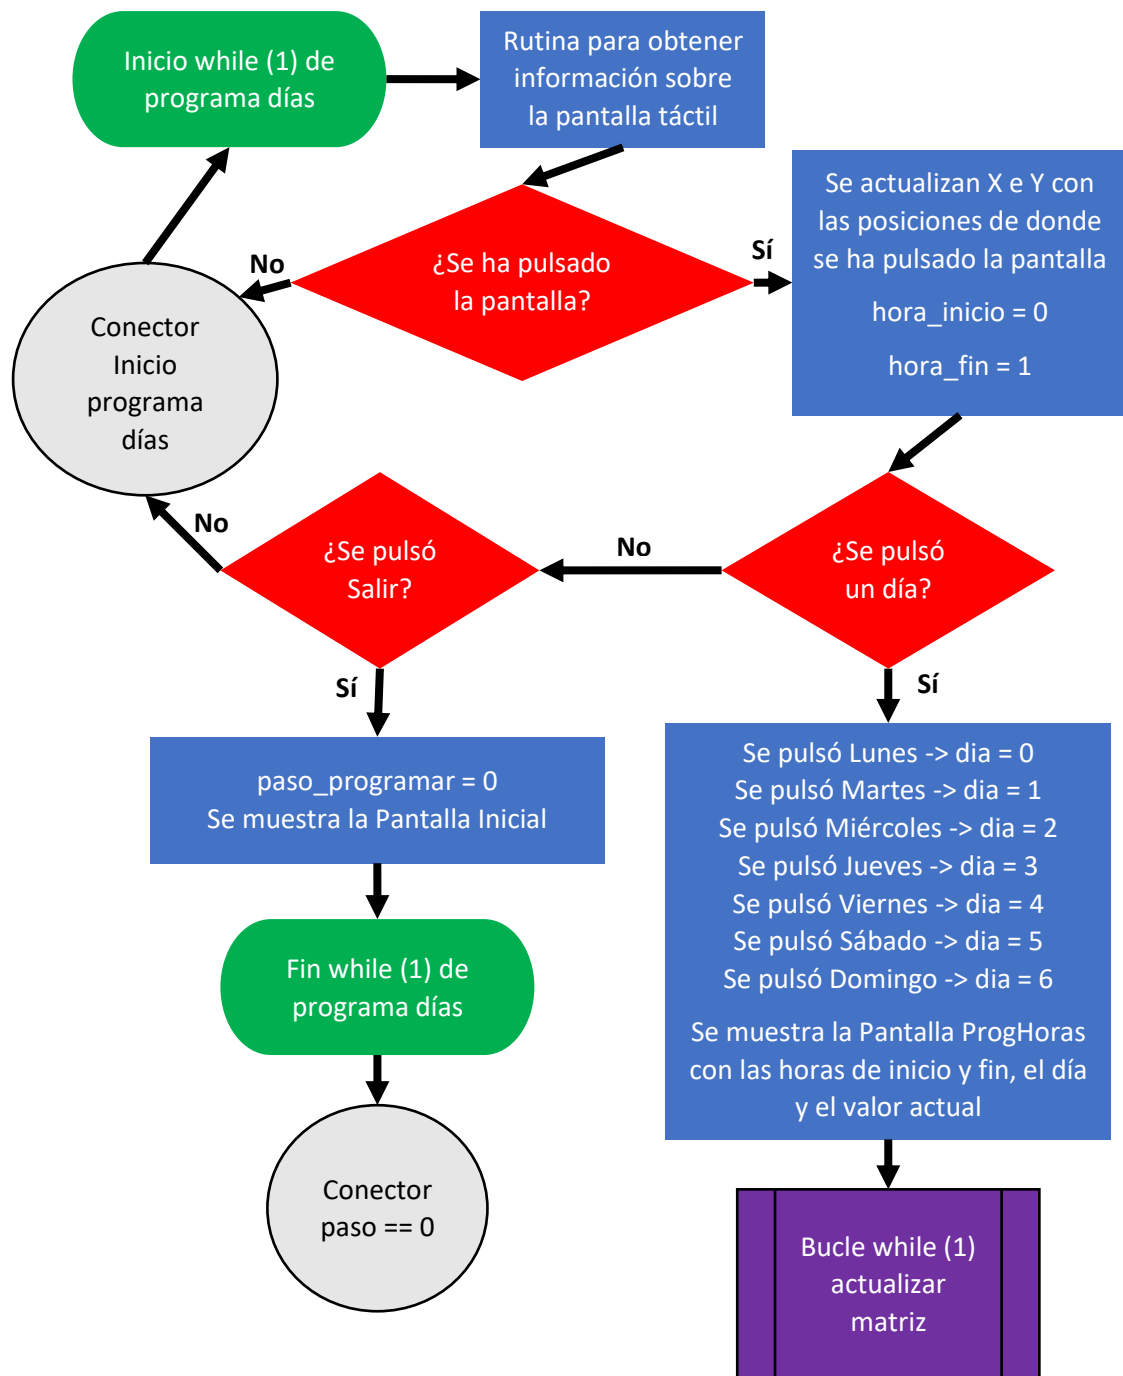 Inicio while (1) de
programa días
Rutina para obtener
información sobre
la pantalla táctil
¿Se ha pulsado
la pantalla?
No
Sí
Se actualizan X e Y con
las posiciones de donde
se ha pulsado la pantalla
hora_inicio = 0
hora_fin = 1
Conector
Inicio
programa
días
¿Se pulsó
un día?
No
¿Se pulsó
Salir?
No
Sí
Sí
paso_programar = 0
Se muestra la Pantalla Inicial
Fin while (1) de
programa días
Conector
paso == 0
Se pulsó Lunes -> dia = 0
Se pulsó Martes -> dia = 1
Se pulsó Miércoles -> dia = 2
Se pulsó Jueves -> dia = 3
Se pulsó Viernes -> dia = 4
Se pulsó Sábado -> dia = 5
Se pulsó Domingo -> dia = 6
Se muestra la Pantalla ProgHoras
con las horas de inicio y fin, el día
y el valor actual
Bucle while (1)
actualizar
matriz